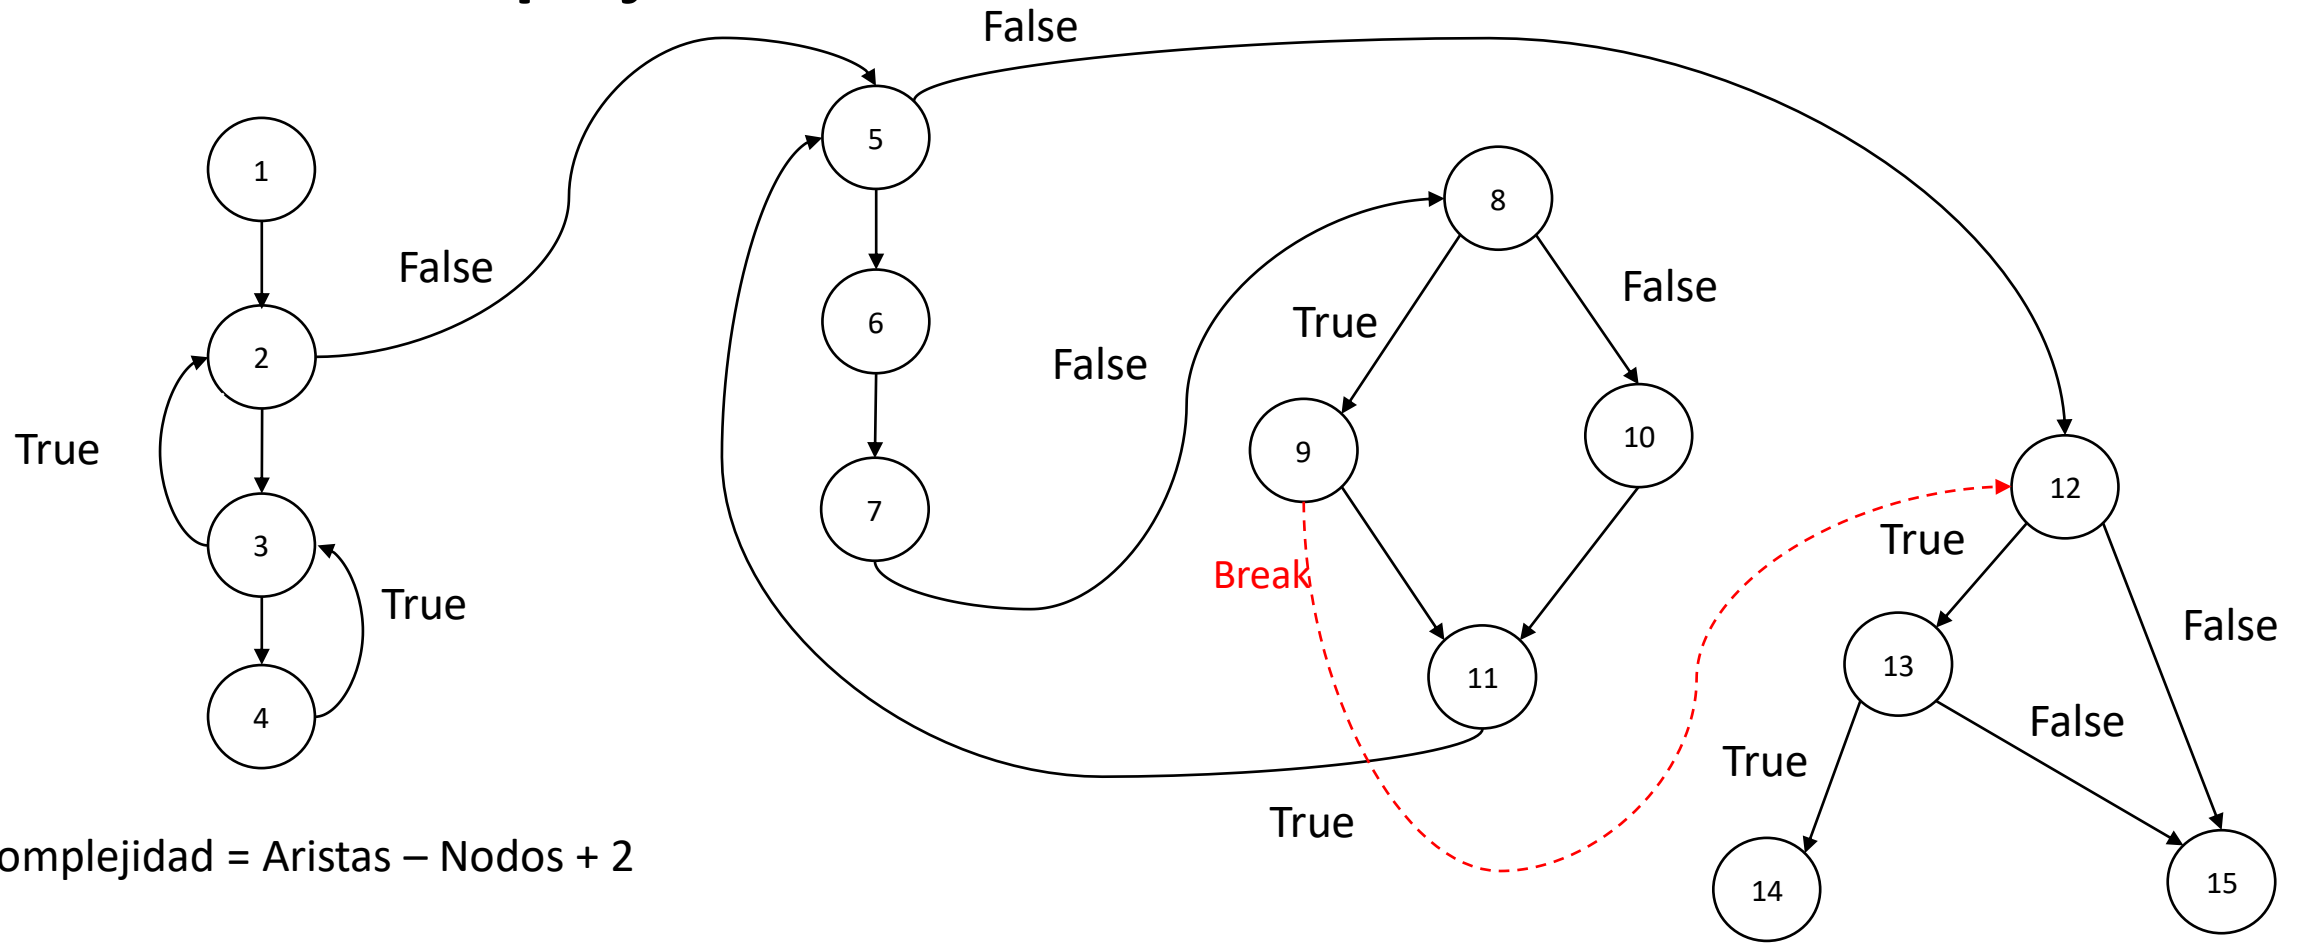 False
5
1
8
False
False
6
True
2
False
True
9
10
7
12
True
3
Break
True
False
13
11
4
False
True
True
omplejidad = Aristas – Nodos + 2
14
15